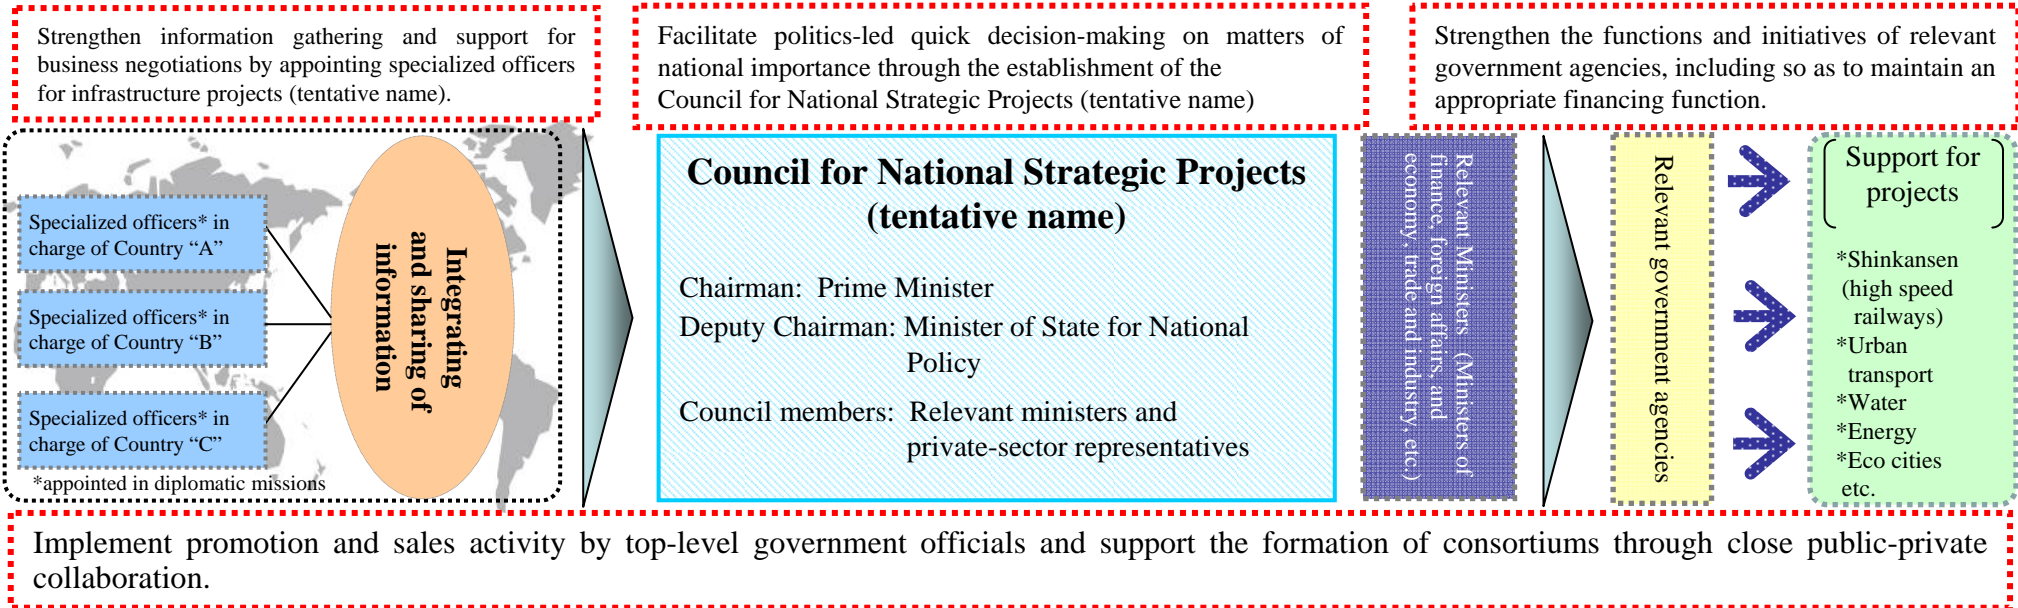 Strengthen information gathering and support for
business negotiations by appointing specialized officers
for infrastructure projects (tentative name).
Facilitate politics-led quick decision-making on matters of
national importance through the establishment of the
Council for National Strategic Projects (tentative name)
Strengthen the functions and initiatives of relevant
government agencies, including so as to maintain an
appropriate financing function.
Specialized officers* in
charge of Country “A”
Specialized officers* in
charge of Country “B”
Specialized officers* in
charge of Country “C”
*appointed in diplomatic missions
Integrating
and sharing of
information
Council for National Strategic Projects
(tentative name)
Chairman: Prime Minister
Deputy Chairman: Minister of State for National
Policy
Council members: Relevant ministers and
private-sector representatives
Relevant Ministers (Ministers of
finance, foreign affairs, and
economy, trade and industry, etc.)
Relevant government agencies
Support for
projects
*Shinkansen
(high speed
railways)
*Urban
transport
*Water
*Energy
*Eco cities
etc.
Implement promotion and sales activity by top-level government officials and support the formation of consortiums through close public-private
collaboration.